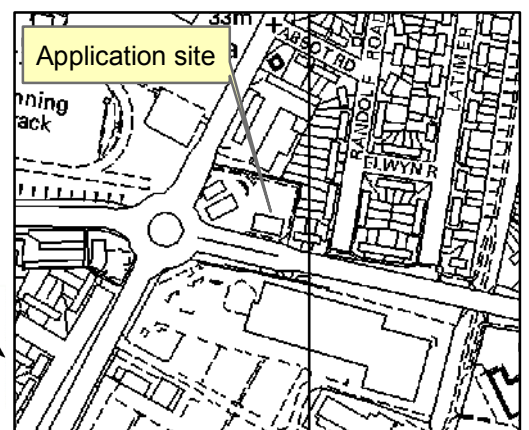 33m
Application site
a
ABBOT RD
RANDOLF ROAD
LATIMER
nning
rack
ELWYN R